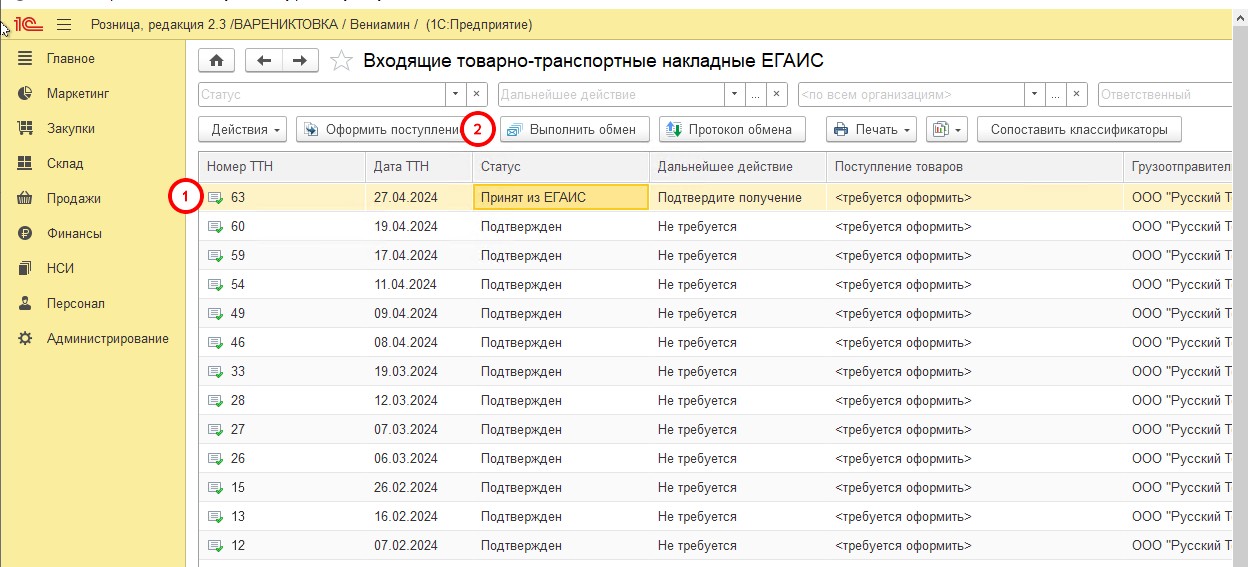 1С Розница, редакция 2.3 /ВАРЕНИКТОВКА / Вениамин / (1С:Предприятие)
Главное
Маркетинг
Закупки
Склад
Продажи
Финансы
НСИ
Персонал
Администрирование
Входящие товарно-транспортные накладные ЕГАИС
Статус Дальнейшее действие <по всем организациям> Ответственный
Действия Оформить поступлени 2 Выполнить обмен Протокол обмена Печать Сопоставить классификаторы
Номер ТТН Дата ТТН Статус Дальнейшее действие Поступление товаров Грузоотправител
1 63 27.04.2024 Принят из ЕГАИС Подтвердите получение <требуется оформить> ООО "Русский Т
60 19.04.2024 Подтвержден Не требуется <требуется оформить> ООО "Русский Т
59 17.04.2024 Подтвержден Не требуется <требуется оформить> ООО "Русский Т
54 11.04.2024 Подтвержден Не требуется <требуется оформить> ООО "Русский Т
49 09.04.2024 Подтвержден Не требуется <требуется оформить> ООО "Русский Т
46 08.04.2024 Подтвержден Не требуется <требуется оформить> ООО "Русский Т
33 19.03.2024 Подтвержден Не требуется <требуется оформить> ООО "Русский Т
28 12.03.2024 Подтвержден Не требуется <требуется оформить> ООО "Русский Т
27 07.03.2024 Подтвержден Не требуется <требуется оформить> ООО "Русский Т
26 06.03.2024 Подтвержден Не требуется <требуется оформить> ООО "Русский Т
15 26.02.2024 Подтвержден Не требуется <требуется оформить> ООО "Русский Т
13 16.02.2024 Подтвержден Не требуется <требуется оформить> ООО "Русский Т
12 07.02.2024 Подтвержден Не требуется <требуется оформить> ООО "Русский Т